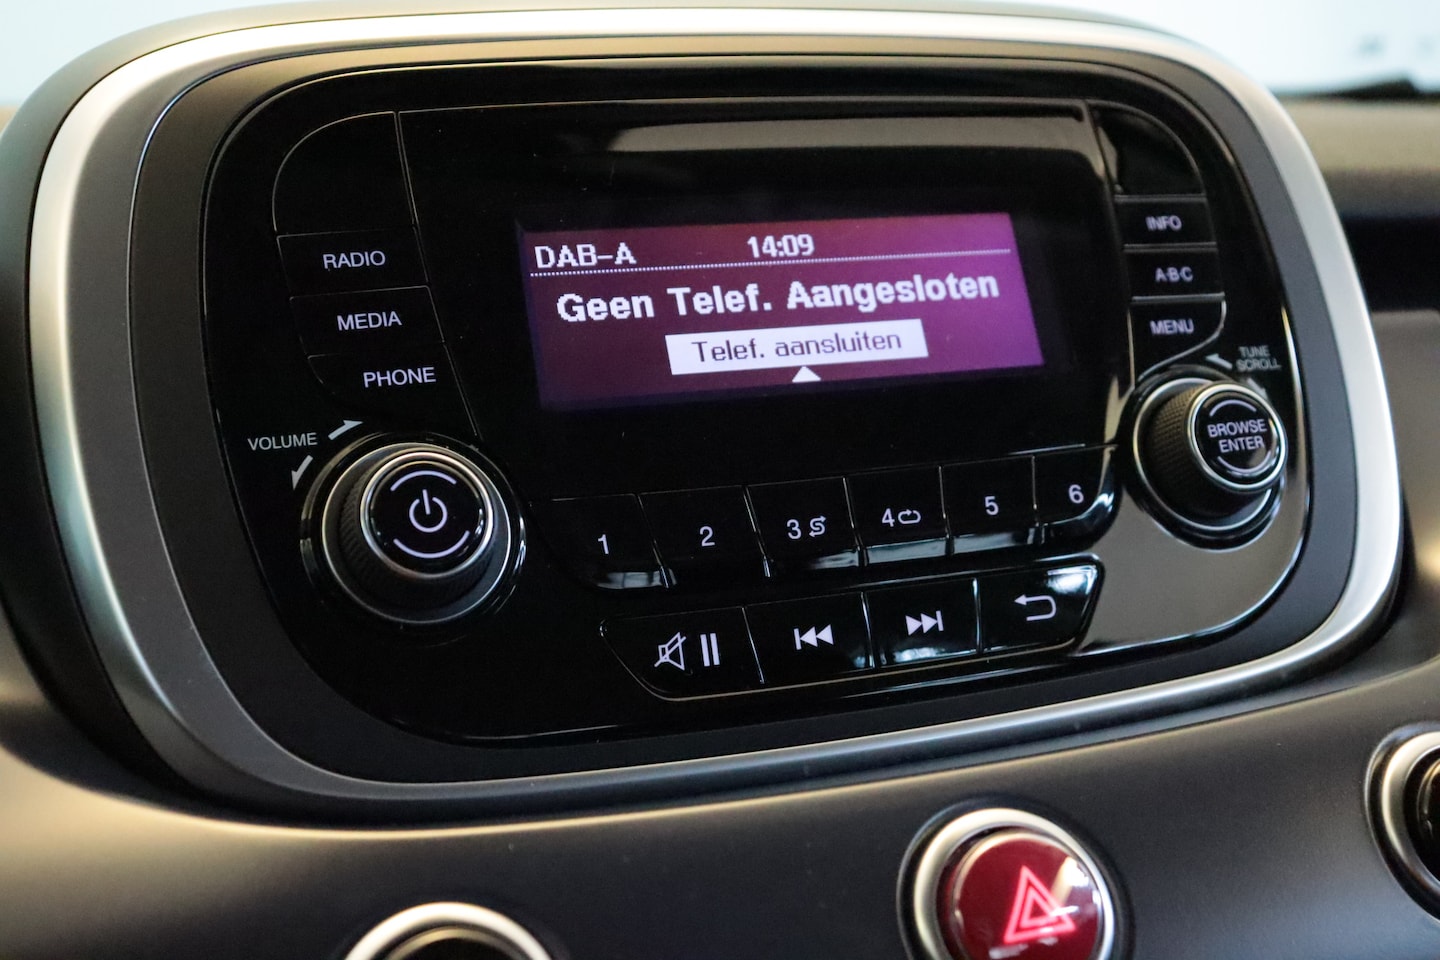 DAB-A 14:09
Geen Telef. Aangesloten
Telef. aansluiten
RADIO
MEDIA
PHONE
VOLUME
INFO
A·B·C
MENU
TUNE
SCROLL
BROWSE
ENTER
1 2 3 4 5 6